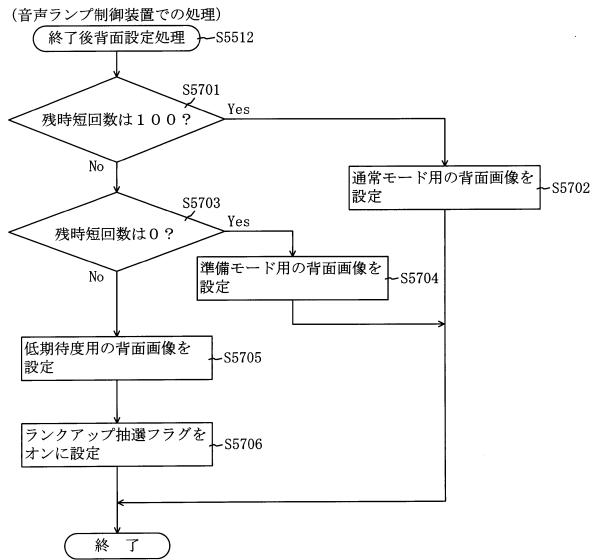 （音声ランプ制御装置での処理）
終了後背面設定処理
S5512
S5701
残時短回数は１００？
Yes
No
通常モード用の背面画像を
設定
S5702
S5703
残時短回数は０？
Yes
No
準備モード用の背面画像を
設定
S5704
低期待度用の背面画像を
設定
S5705
ランクアップ抽選フラグを
オンに設定
S5706
終 了